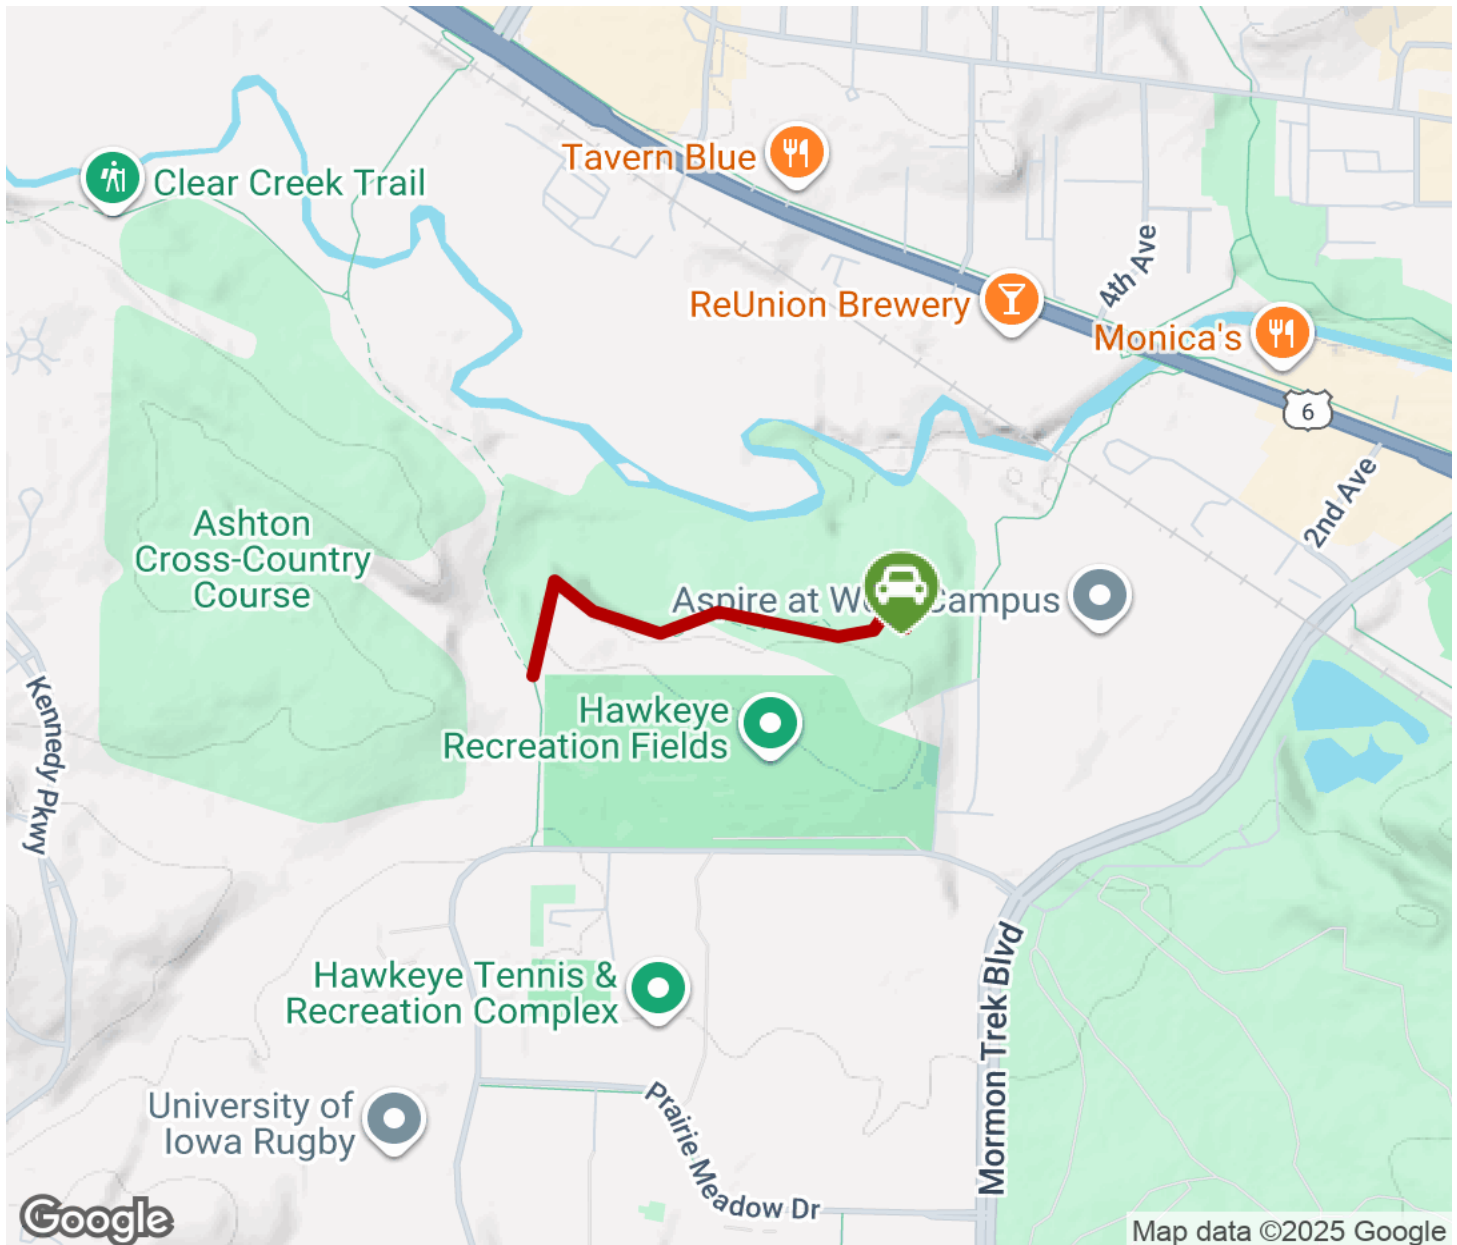 Tavern Blue
Clear Creek Trail
4th Ave
ReUnion Brewery
Monica's
6
2nd Ave
Ashton
Cross-Country
Course
Aspire at W
Campus
Hawkeye
Recreation Fields
Kennedy Pkwy
Mormon Trek Blvd
Hawkeye Tennis &
Recreation Complex
University of
Iowa Rugby
Prairie Meadow Dr
Google
Map data ©2025 Google